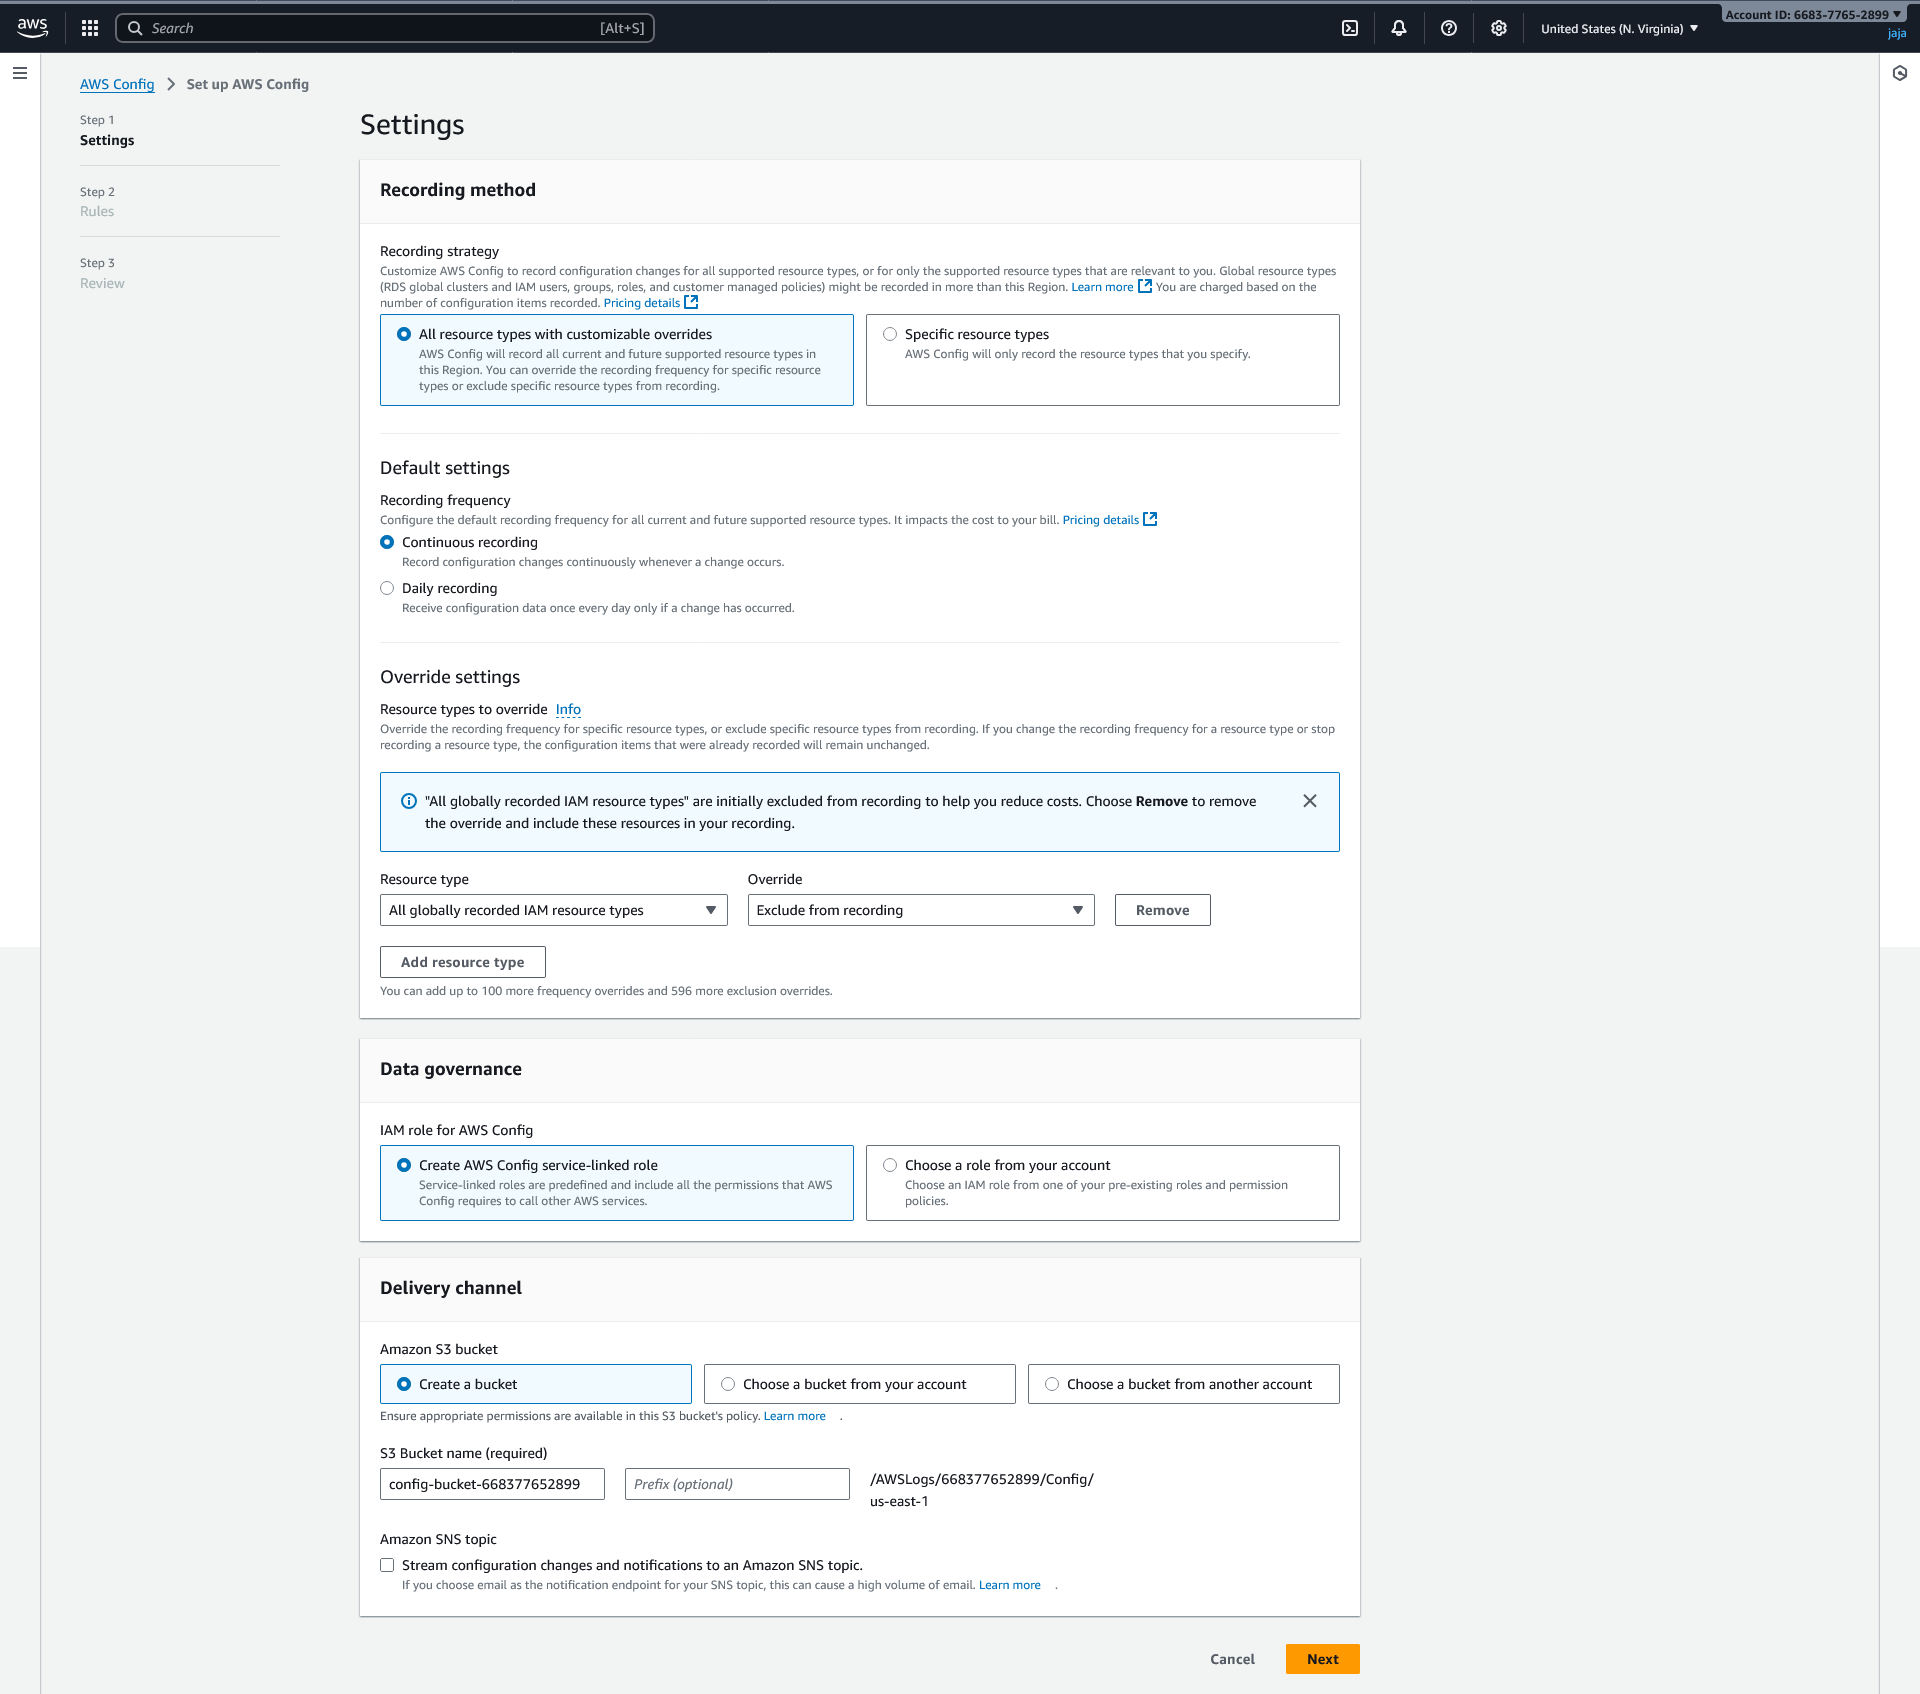 aws
Search
[Alt+S]
United States (N. Virginia)
Account ID: 6683-7765-2899
jaja
AWS Config
Set up AWS Config
Step 1
Settings
Step 2
Rules
Step 3
Review
Settings
Recording method
Recording strategy
Customize AWS Config to record configuration changes for all supported resource types, or for only the supported resource types that are relevant to you. Global resource types
(RDS global clusters and IAM users, groups, roles, and customer managed policies) might be recorded in more than this Region. Learn more You are charged based on the
number of configuration items recorded. Pricing details
All resource types with customizable overrides
AWS Config will record all current and future supported resource types in
this Region. You can override the recording frequency for specific resource
types or exclude specific resource types from recording.
Specific resource types
AWS Config will only record the resource types that you specify.
Default settings
Recording frequency
Configure the default recording frequency for all current and future supported resource types. It impacts the cost to your bill. Pricing details
Continuous recording
Record configuration changes continuously whenever a change occurs.
Daily recording
Receive configuration data once every day only if a change has occurred.
Override settings
Resource types to override Info
Override the recording frequency for specific resource types, or exclude specific resource types from recording. If you change the recording frequency for a resource type or stop
recording a resource type, the configuration items that were already recorded will remain unchanged.
"All globally recorded IAM resource types" are initially excluded from recording to help you reduce costs. Choose Remove to remove
the override and include these resources in your recording.
Resource type
Override
All globally recorded IAM resource types
Exclude from recording
Remove
Add resource type
You can add up to 100 more frequency overrides and 596 more exclusion overrides.
Data governance
IAM role for AWS Config
Create AWS Config service-linked role
Service-linked roles are predefined and include all the permissions that AWS
Config requires to call other AWS services.
Choose a role from your account
Choose an IAM role from one of your pre-existing roles and permission
policies.
Delivery channel
Amazon S3 bucket
Create a bucket
Choose a bucket from your account
Choose a bucket from another account
Ensure appropriate permissions are available in this S3 bucket's policy. Learn more .
S3 Bucket name (required)
config-bucket-668377652899
Prefix (optional)
/AWSLogs/668377652899/Config/
us-east-1
Amazon SNS topic
Stream configuration changes and notifications to an Amazon SNS topic.
If you choose email as the notification endpoint for your SNS topic, this can cause a high volume of email. Learn more .
Cancel
Next